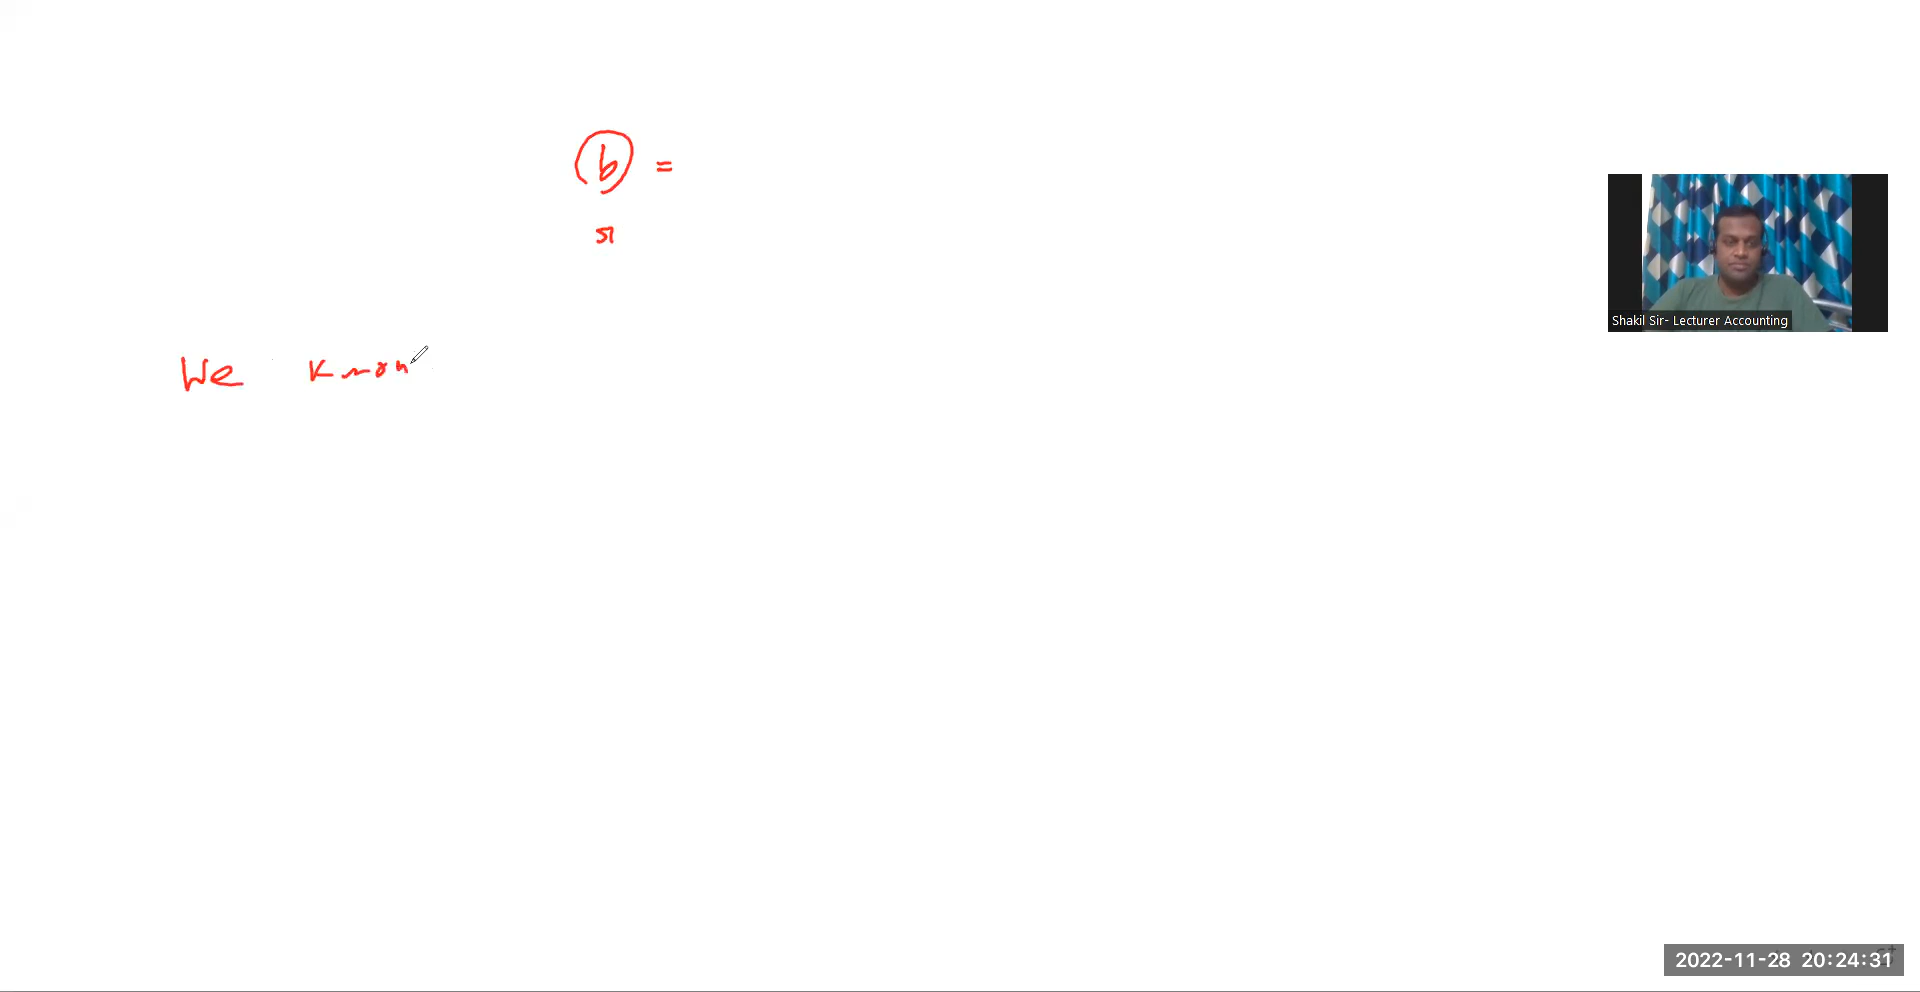 b =
গ
We know
Shakil Sir- Lecturer Accounting
2022-11-28 20:24:31